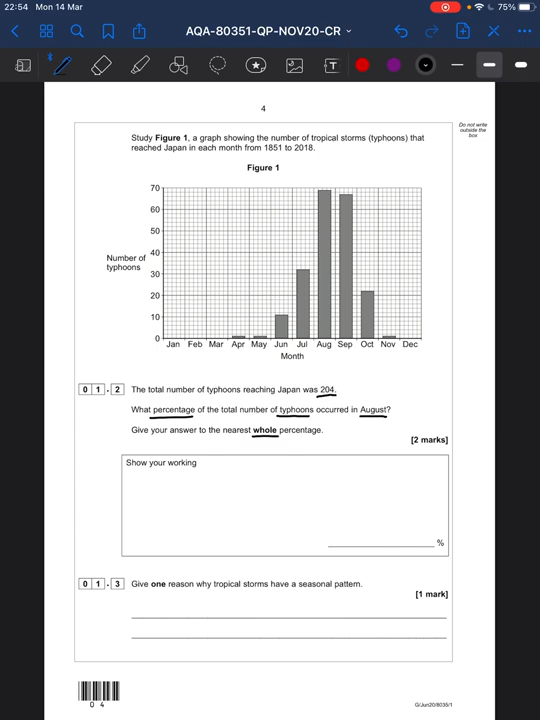 22:54 Mon 14 Mar
75%
AQA-80351-QP-NOV20-CR
4
Do not write
outside the
box
Study Figure 1, a graph showing the number of tropical storms (typhoons) that
reached Japan in each month from 1851 to 2018.
Figure 1
Number of
typhoons
70
60
50
40
30
20
10
0
Jan Feb Mar Apr May Jun Jul Aug Sep Oct Nov Dec
Month
0 1 . 2 The total number of typhoons reaching Japan was 204.
What percentage of the total number of typhoons occurred in August?
Give your answer to the nearest whole percentage.
[2 marks]
Show your working
%
0 1 . 3 Give one reason why tropical storms have a seasonal pattern.
[1 mark]
0 4
G/Jun20/8035/1